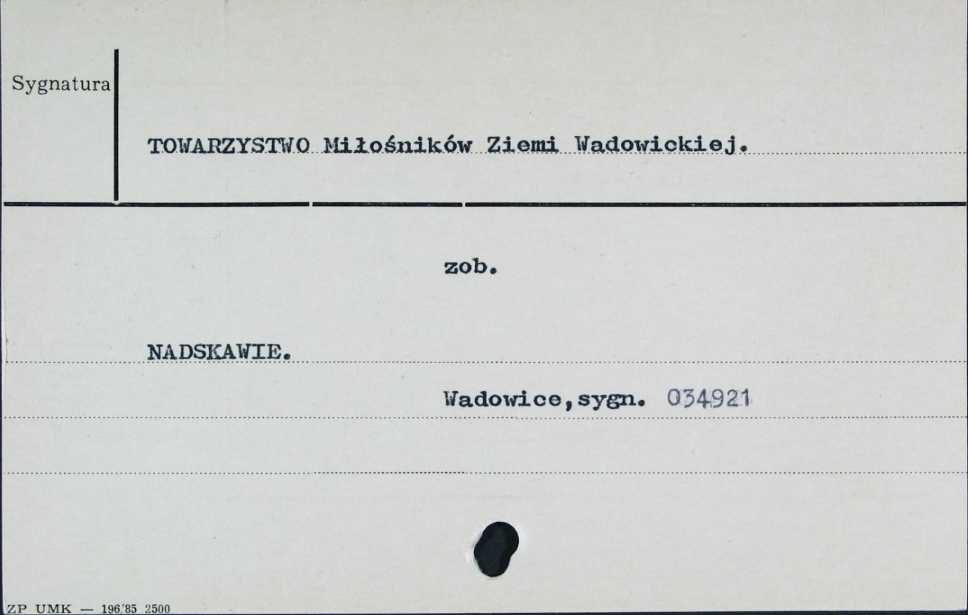 Sygnatura
TOWARZYSTWO Miłośników Ziemi Wadowickiej.
zob.
NADSKAWIE.
Wadowice,sygn. 034921
ZP UMK — 196/85 2500